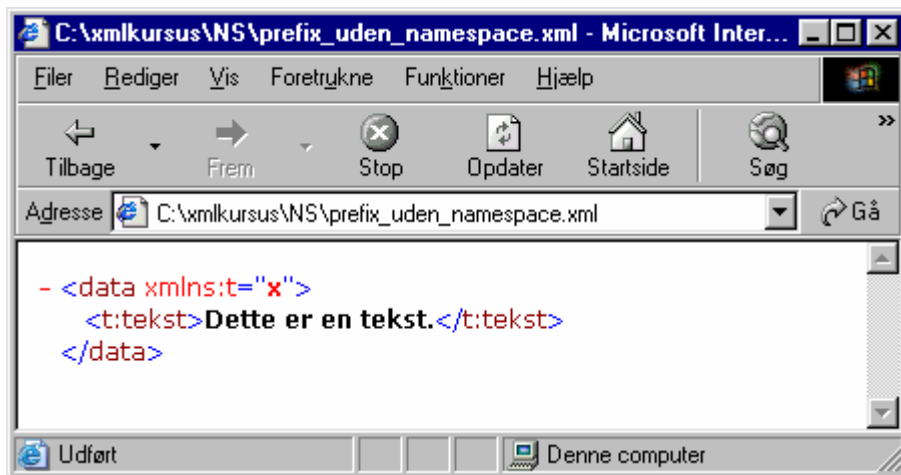 C:\xmlkursus\NS\prefix_uden_namespace.xml - Microsoft Inter...
Filer Rediger Vis Foretrukne Funktioner Hjælp
Tilbage Frem Stop Opdater Startside Søg »
Adresse C:\xmlkursus\NS\prefix_uden_namespace.xml Gå
- <data xmlns:t="x">
<t:tekst>Dette er en tekst.</t:tekst>
</data>
Udført Denne computer